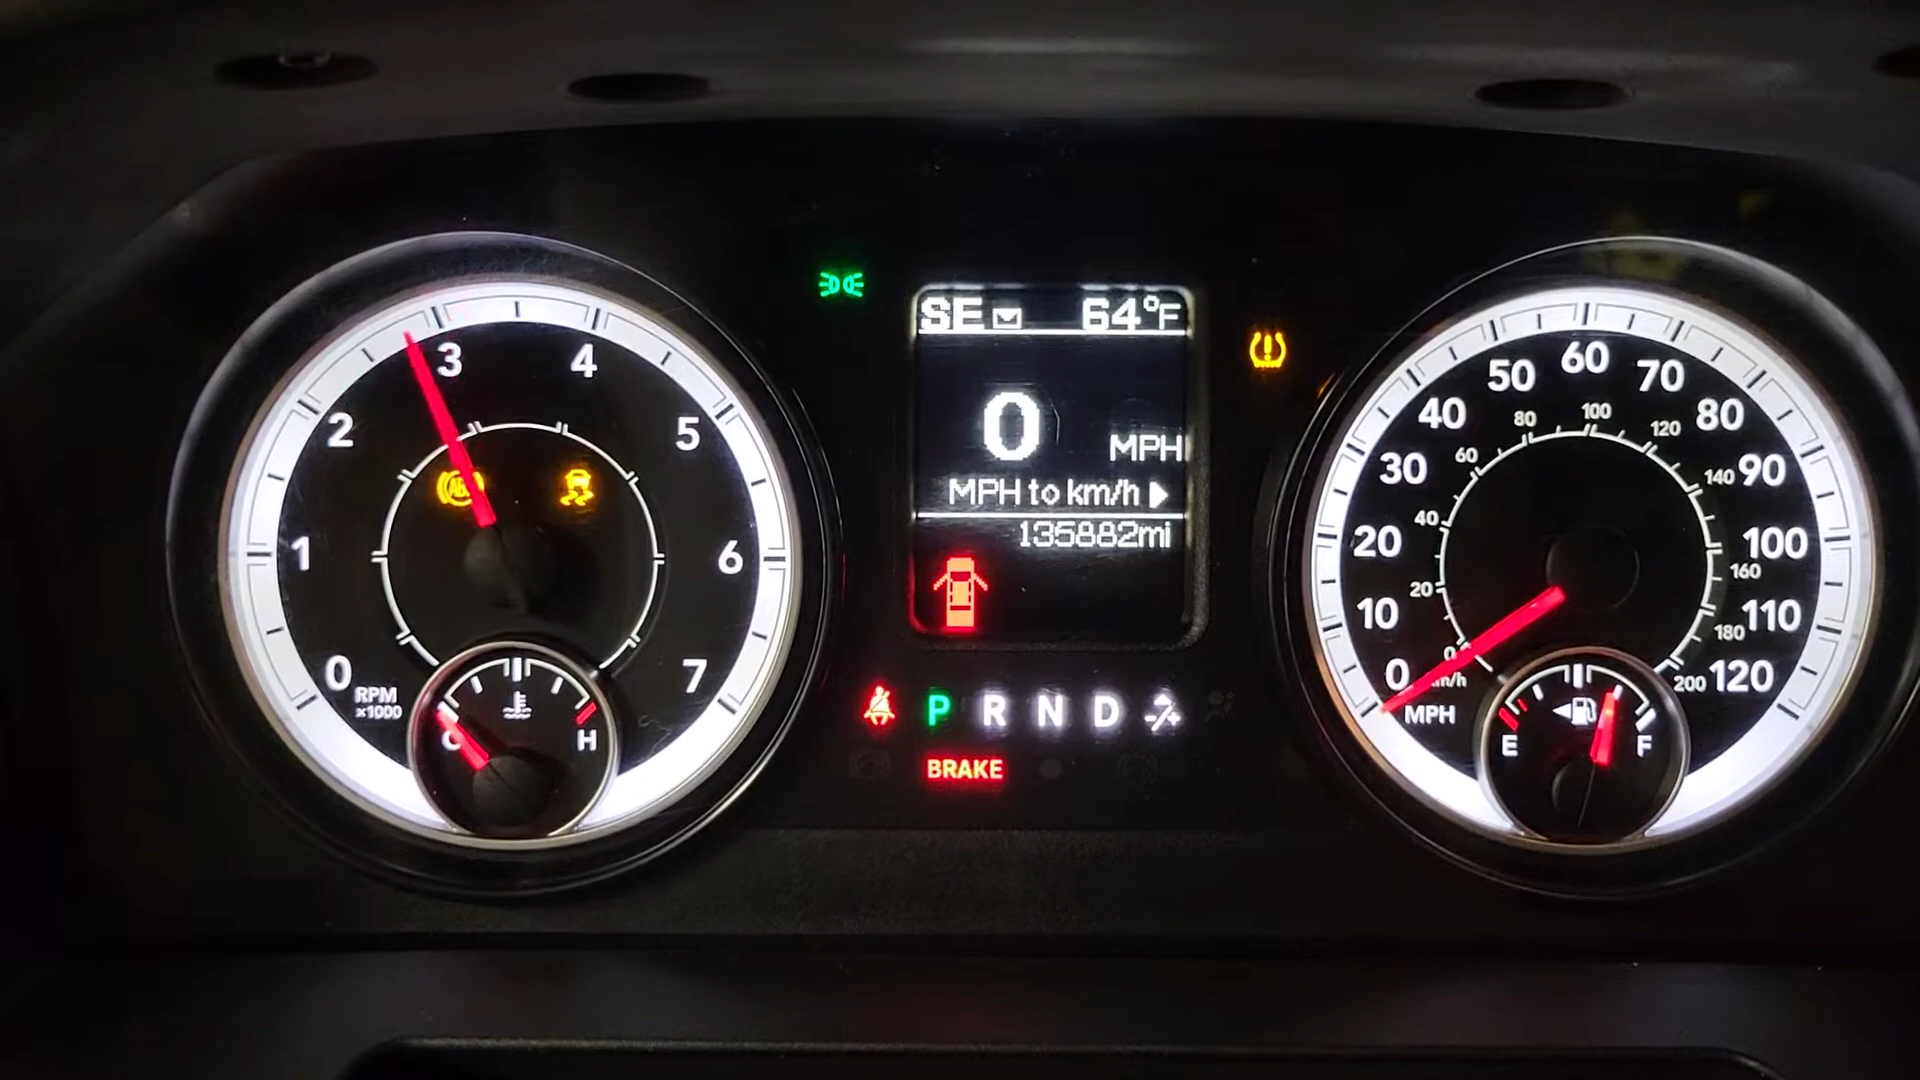 SE 64°F
0 MPH
MPH to km/h
135882mi
0 1 2 3 4 5 6 7
RPM
x1000
ABS
C H
P R N D
BRAKE
0 10 20 30 40 50 60 70 80 90 100 110 120
MPH
0 20 40 60 80 100 120 140 160 180 200
km/h
E F